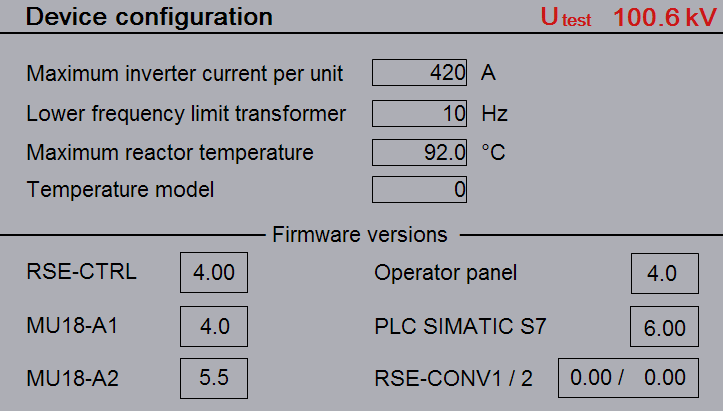 Device configuration U test 100.6 kV
Maximum inverter current per unit 420 A
Lower frequency limit transformer 10 Hz
Maximum reactor temperature 92.0 °C
Temperature model 0
Firmware versions
RSE-CTRL 4.00 Operator panel 4.0
MU18-A1 4.0 PLC SIMATIC S7 6.00
MU18-A2 5.5 RSE-CONV1 / 2 0.00 / 0.00